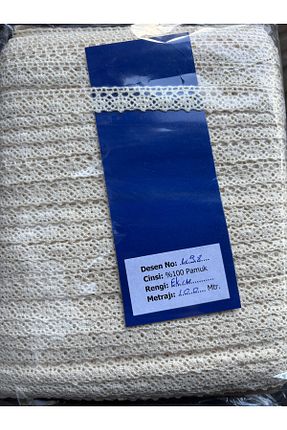 Desen No:
Cinsi: %100 Pamuk
Rengi: Ekru...........
Metrajı: ........ Mtr.